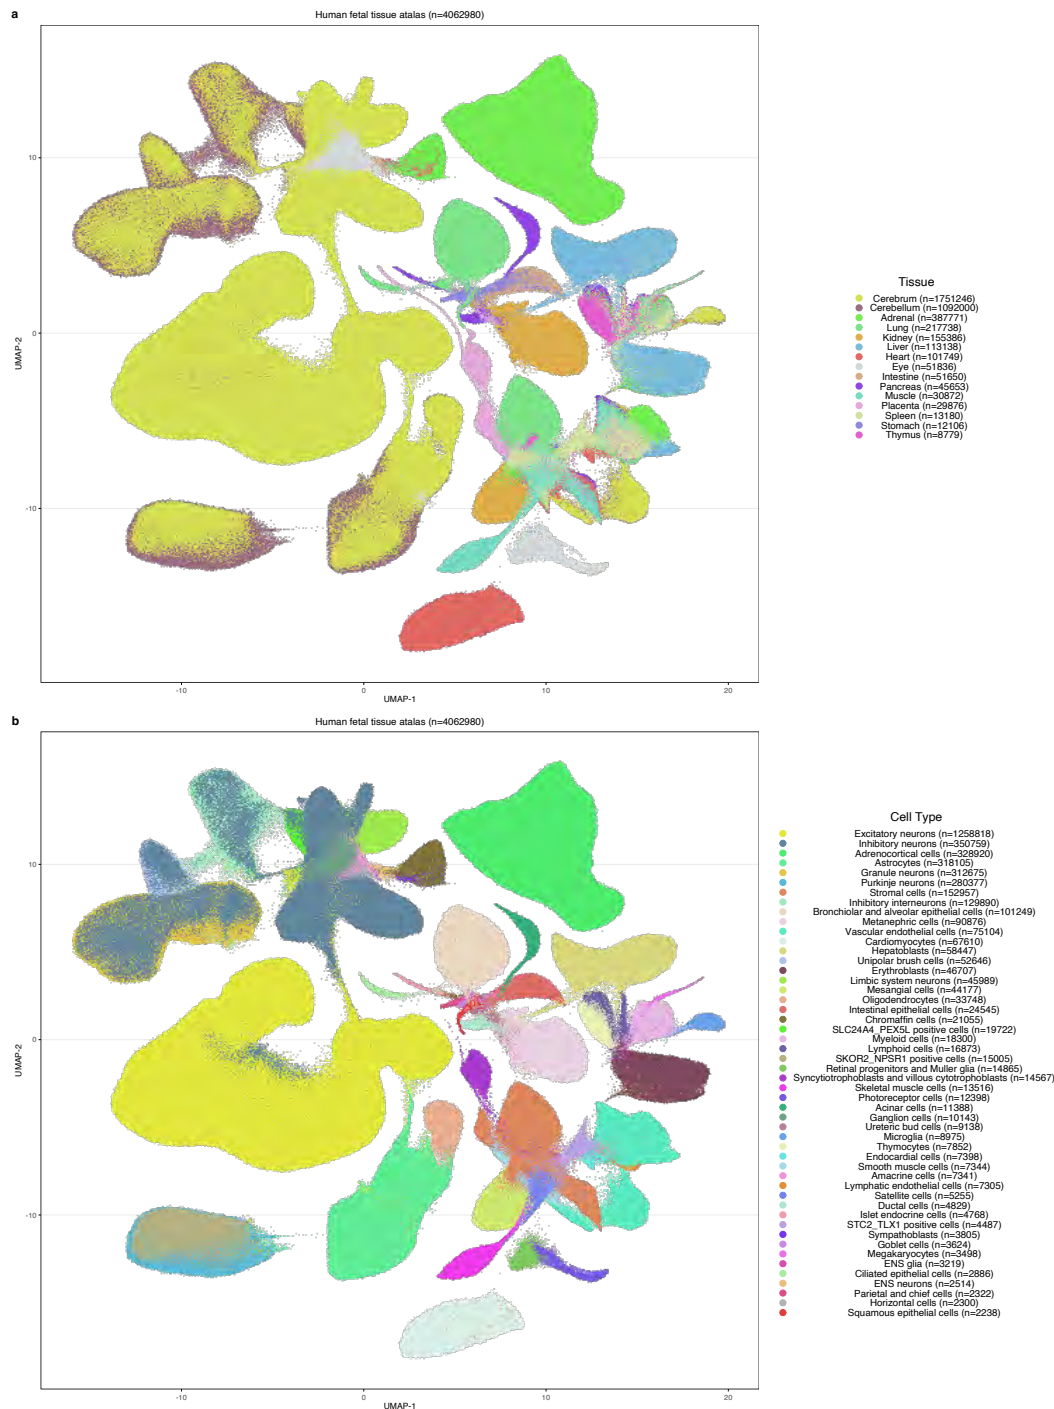 a
Human fetal tissue atalas (n=4062980)
10
0
-10
UMAP-2
-10
0
10
20
UMAP-1
Tissue
Cerebrum (n=1751246)
Cerebellum (n=1092000)
Adrenal (n=387771)
Lung (n=217738)
Kidney (n=155386)
Liver (n=113138)
Heart (n=101749)
Eye (n=51836)
Intestine (n=51650)
Pancreas (n=45653)
Muscle (n=30872)
Placenta (n=29876)
Spleen (n=13180)
Stomach (n=12106)
Thymus (n=8779)
b
Human fetal tissue atalas (n=4062980)
10
0
-10
UMAP-2
-10
0
10
20
UMAP-1
Cell Type
Excitatory neurons (n=1258818)
Inhibitory neurons (n=350759)
Adrenocortical cells (n=328920)
Astrocytes (n=318105)
Granule neurons (n=312675)
Purkinje neurons (n=280377)
Stromal cells (n=152957)
Inhibitory interneurons (n=129890)
Bronchiolar and alveolar epithelial cells (n=101249)
Metanephric cells (n=90876)
Vascular endothelial cells (n=75104)
Cardiomyocytes (n=67610)
Hepatoblasts (n=58447)
Unipolar brush cells (n=52646)
Erythroblasts (n=46707)
Limbic system neurons (n=45989)
Mesangial cells (n=44177)
Oligodendrocytes (n=33748)
Intestinal epithelial cells (n=24545)
Chromaffin cells (n=21055)
SLC24A4_PEX5L positive cells (n=19722)
Myeloid cells (n=18300)
Lymphoid cells (n=16873)
SKOR2_NPSR1 positive cells (n=15005)
Retinal progenitors and Muller glia (n=14865)
Syncytiotrophoblasts and villous cytotrophoblasts (n=14567)
Skeletal muscle cells (n=13516)
Photoreceptor cells (n=12398)
Acinar cells (n=11388)
Ganglion cells (n=10143)
Ureteric bud cells (n=9138)
Microglia (n=8975)
Thymocytes (n=7852)
Endocardial cells (n=7398)
Smooth muscle cells (n=7344)
Amacrine cells (n=7341)
Lymphatic endothelial cells (n=7305)
Satellite cells (n=5255)
Ductal cells (n=4829)
Islet endocrine cells (n=4768)
STC2_TLX1 positive cells (n=4487)
Sympathoblasts (n=3805)
Goblet cells (n=3624)
Megakaryocytes (n=3498)
ENS glia (n=3219)
Ciliated epithelial cells (n=2886)
ENS neurons (n=2514)
Parietal and chief cells (n=2322)
Horizontal cells (n=2300)
Squamous epithelial cells (n=2238)